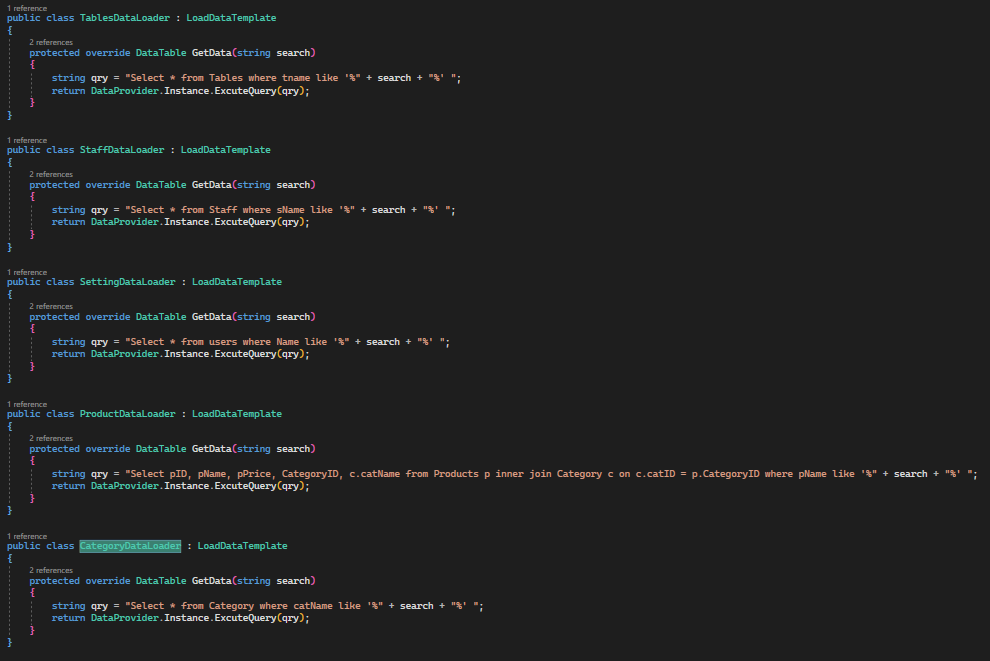 1 reference
public class TablesDataLoader : LoadDataTemplate
{
2 references
protected override DataTable GetData(string search)
{
string qry = "Select * from Tables where tname like '%" + search + "%' ";
return DataProvider.Instance.ExcuteQuery(qry);
}
}
1 reference
public class StaffDataLoader : LoadDataTemplate
{
2 references
protected override DataTable GetData(string search)
{
string qry = "Select * from Staff where sName like '%" + search + "%' ";
return DataProvider.Instance.ExcuteQuery(qry);
}
}
1 reference
public class SettingDataLoader : LoadDataTemplate
{
2 references
protected override DataTable GetData(string search)
{
string qry = "Select * from users where Name like '%" + search + "%' ";
return DataProvider.Instance.ExcuteQuery(qry);
}
}
1 reference
public class ProductDataLoader : LoadDataTemplate
{
2 references
protected override DataTable GetData(string search)
{
string qry = "Select pID, pName, pPrice, CategoryID, c.catName from Products p inner join Category c on c.catID = p.CategoryID where pName like '%" + search + "%' ";
return DataProvider.Instance.ExcuteQuery(qry);
}
}
1 reference
public class CategoryDataLoader : LoadDataTemplate
{
2 references
protected override DataTable GetData(string search)
{
string qry = "Select * from Category where catName like '%" + search + "%' ";
return DataProvider.Instance.ExcuteQuery(qry);
}
}